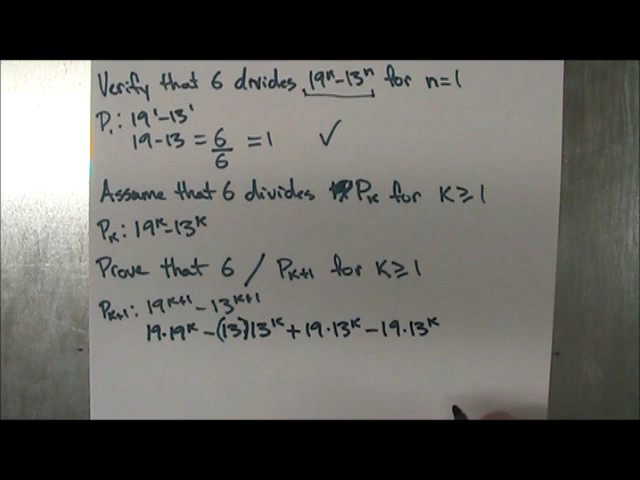 Verify that 6 divides 19ⁿ-13ⁿ for n=1
P₁: 19¹-13¹
19-13 = 6/6 = 1 ✓
Assume that 6 divides Pₖ for K ≥ 1
Pₖ: 19ᴷ-13ᴷ
Prove that 6 / Pₖ₊₁ for K ≥ 1
Pₖ₊₁: 19ᴷ⁺¹ - 13ᴷ⁺¹
19·19ᴷ - (13)13ᴷ + 19·13ᴷ - 19·13ᴷ